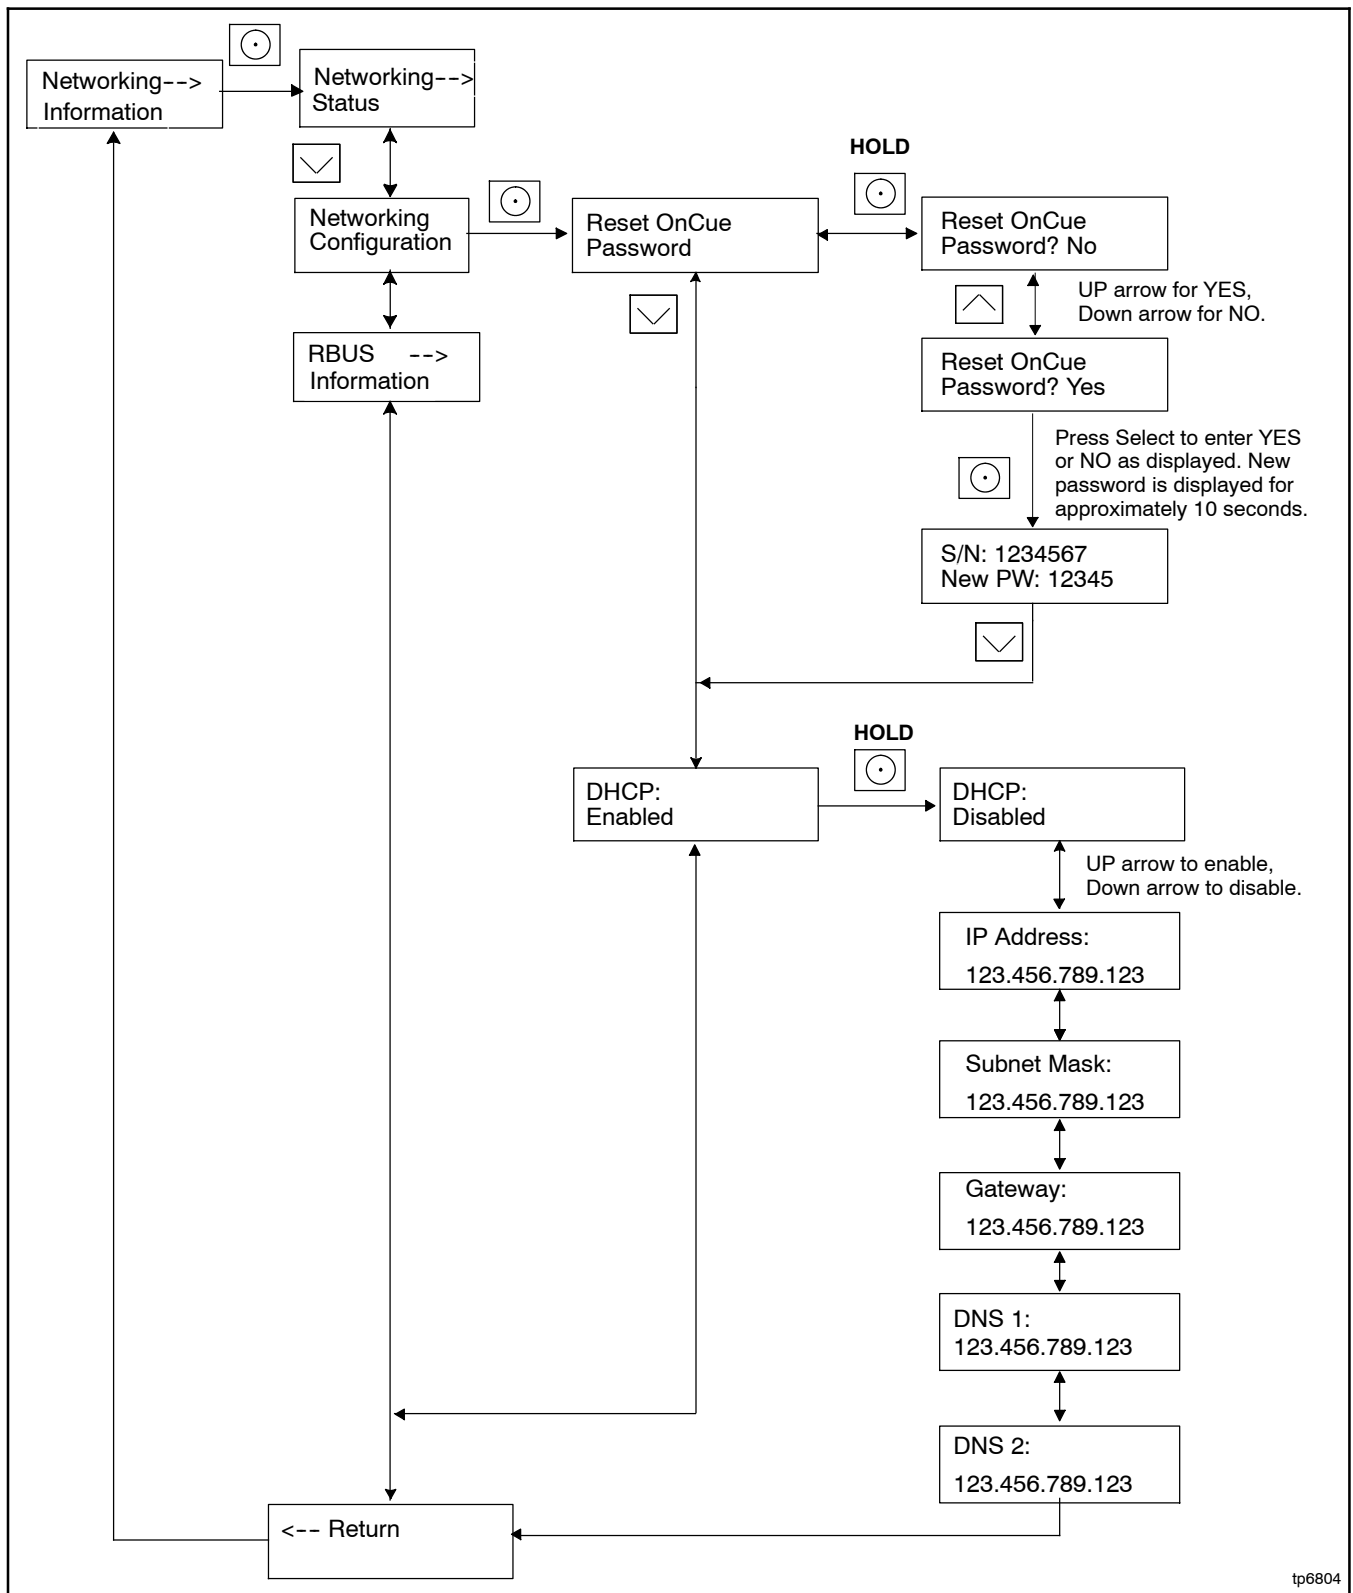 Networking-->
Information
Networking-->
Status
HOLD
Networking
Configuration
Reset OnCue
Password
Reset OnCue
Password? No
UP arrow for YES,
Down arrow for NO.
RBUS -->
Information
Reset OnCue
Password? Yes
Press Select to enter YES
or NO as displayed. New
password is displayed for
approximately 10 seconds.
S/N: 1234567
New PW: 12345
HOLD
DHCP:
Enabled
DHCP:
Disabled
UP arrow to enable,
Down arrow to disable.
IP Address:
123.456.789.123
Subnet Mask:
123.456.789.123
Gateway:
123.456.789.123
DNS 1:
123.456.789.123
DNS 2:
123.456.789.123
<-- Return
tp6804